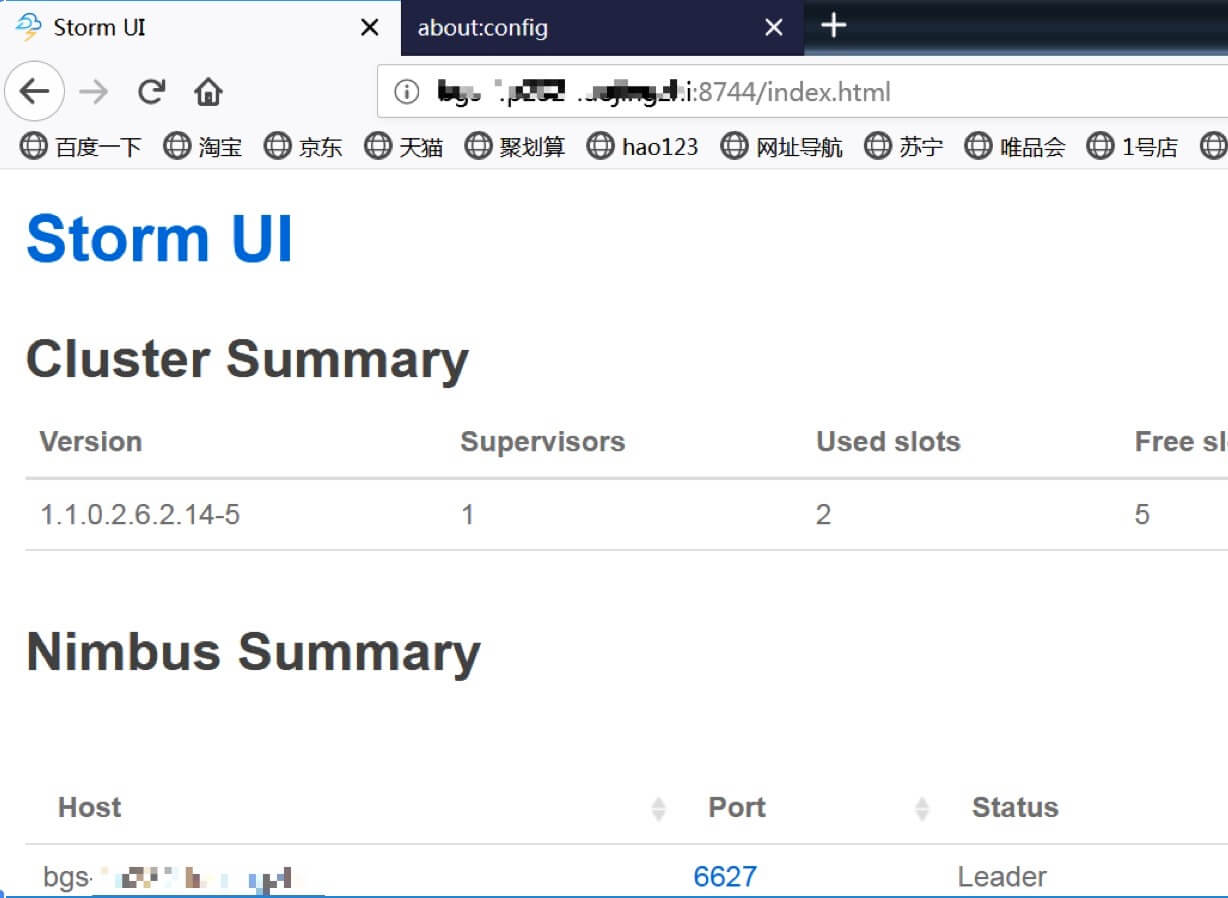 Storm UI about:config
:8744/index.html
百度一下 淘宝 京东 天猫 聚划算 hao123 网址导航 苏宁 唯品会 1号店
Storm UI
Cluster Summary
Version Supervisors Used slots Free sl
1.1.0.2.6.2.14-5 1 2 5
Nimbus Summary
Host Port Status
bgs- 6627 Leader